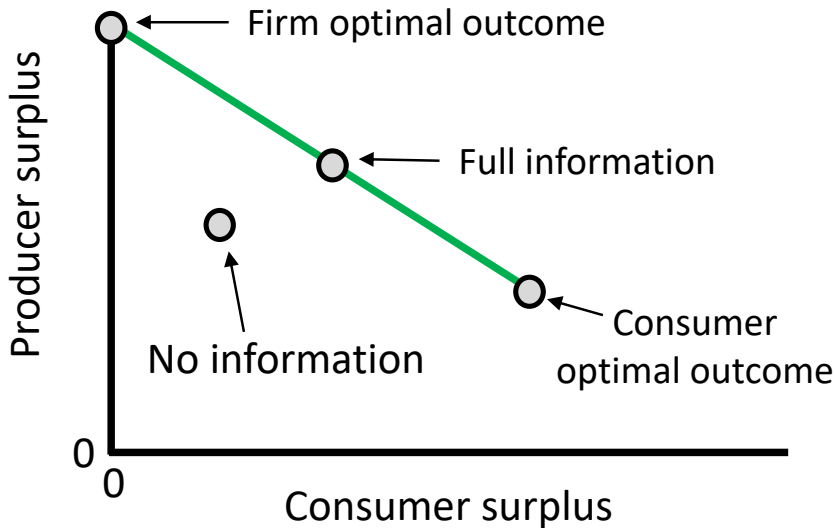 Firm optimal outcome
Producer surplus
Full information
No information
Consumer
optimal outcome
0
0
Consumer surplus